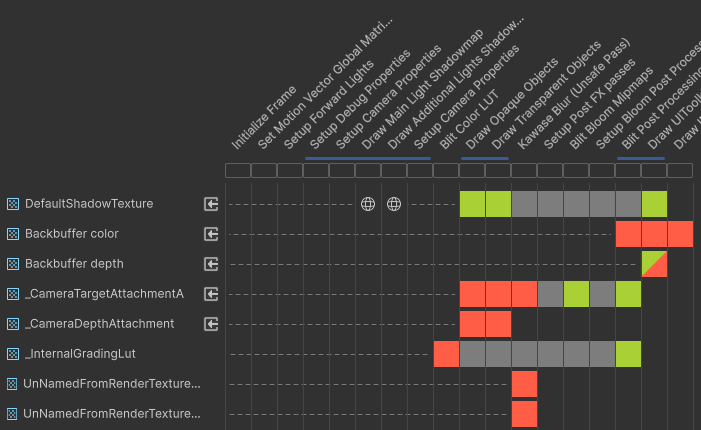 Initialize Frame
Set Motion Vector Global Matri...
Setup Forward Lights
Setup Debug Properties
Setup Camera Properties
Draw Main Light Shadowmap
Draw Additional Lights Shadow...
Setup Camera Properties
Blit Color LUT
Draw Opaque Objects
Draw Transparent Objects
Kawase Blur (Unsafe Pass)
Setup Post FX passes
Blit Bloom Mipmaps
Setup Bloom Post Proces
Blit Post Processing
Draw UITool
Draw U
DefaultShadowTexture
Backbuffer color
Backbuffer depth
_CameraTargetAttachmentA
_CameraDepthAttachment
_InternalGradingLut
UnNamedFromRenderTexture...
UnNamedFromRenderTexture...